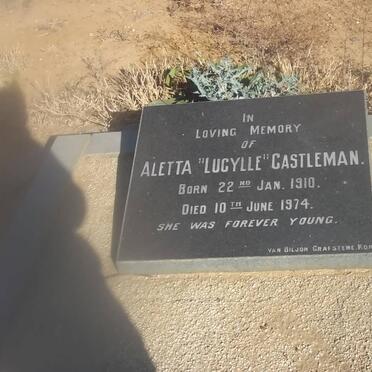 IN
LOVING MEMORY
OF
ALETTA "LUCYLLE" CASTLEMAN.
BORN 22ND JAN. 1910.
DIED 10TH JUNE 1974.
SHE WAS FOREVER YOUNG.
VAN BILJON GRAFSTENE.